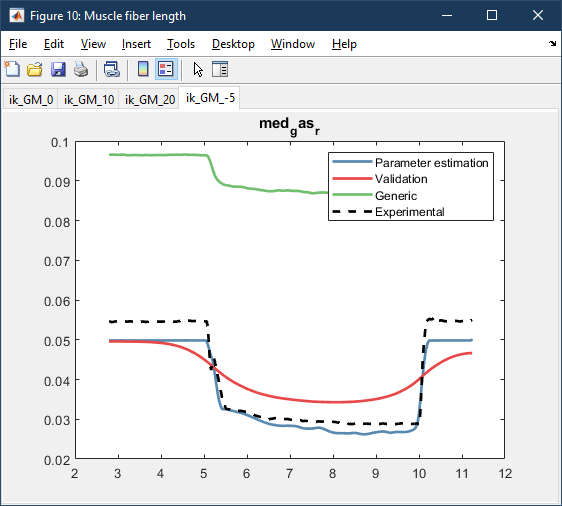 Figure 10: Muscle fiber length
File Edit View Insert Tools Desktop Window Help
ik_GM_0 ik_GM_10 ik_GM_20 ik_GM_-5
med_gas_r
0.1
0.09
0.08
0.07
0.06
0.05
0.04
0.03
0.02
Parameter estimation
Validation
Generic
Experimental
2 3 4 5 6 7 8 9 10 11 12